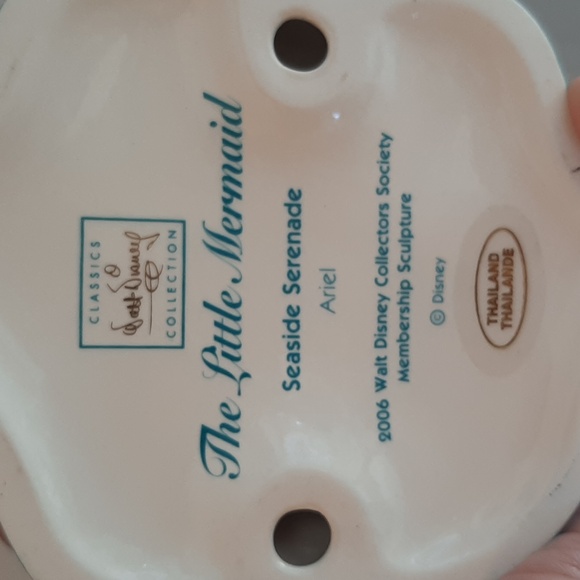 CLASSICS
Walt Disney
COLLECTION
The Little Mermaid
Seaside Serenade
Ariel
2006 Walt Disney Collectors Society
Membership Sculpture
© Disney
THAILAND
THAILANDE